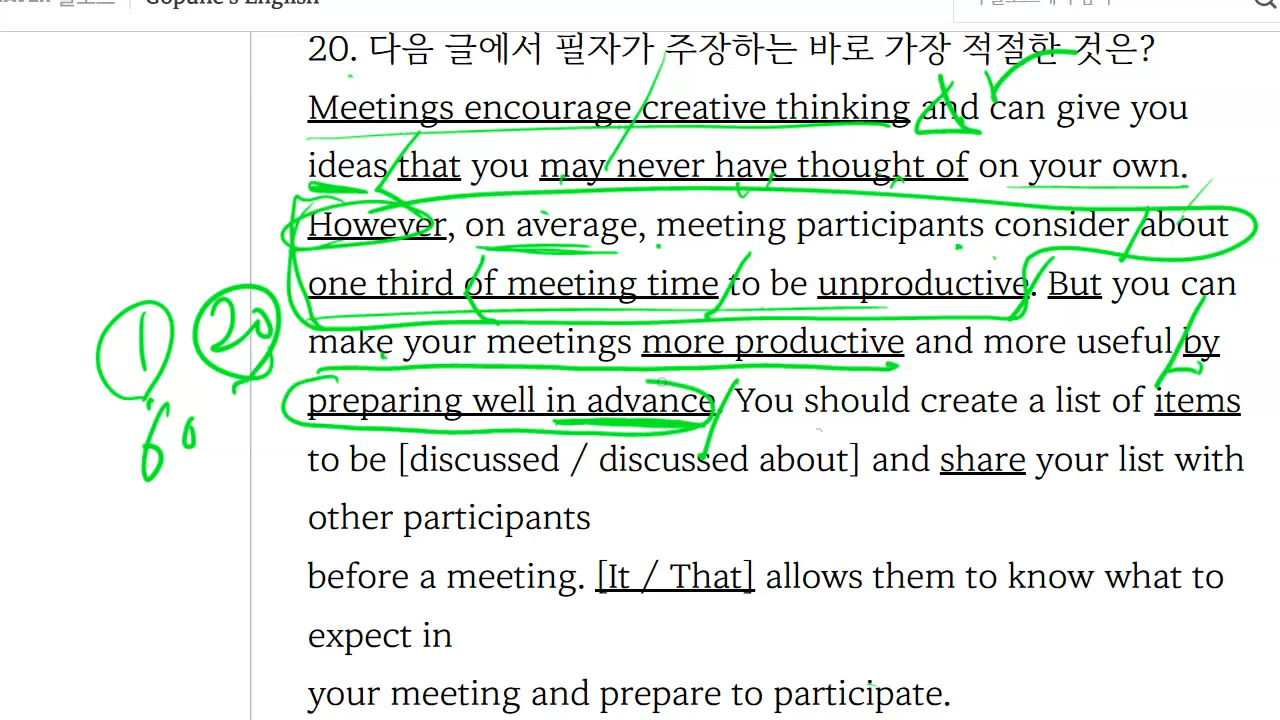 Gopune's English
20. 다음 글에서 필자가 주장하는 바로 가장 적절한 것은?
Meetings encourage creative thinking and can give you
ideas that you may never have thought of on your own.
However, on average, meeting participants consider about
one third of meeting time to be unproductive. But you can
make your meetings more productive and more useful by
preparing well in advance. You should create a list of items
to be [discussed / discussed about] and share your list with
other participants
before a meeting. [It / That] allows them to know what to
expect in
your meeting and prepare to participate.
1
20
60